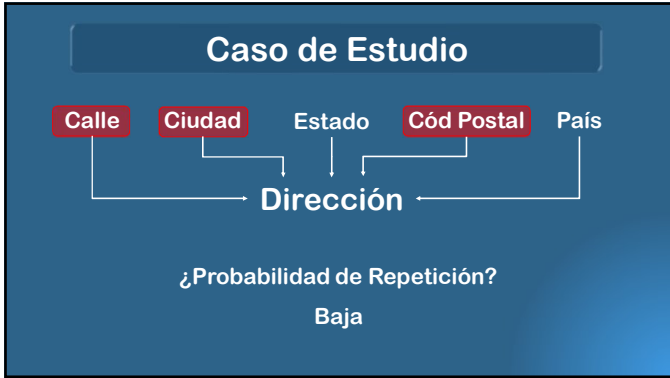 Caso de Estudio
Calle Ciudad Estado Cód Postal País
Dirección
¿Probabilidad de Repetición?
Baja